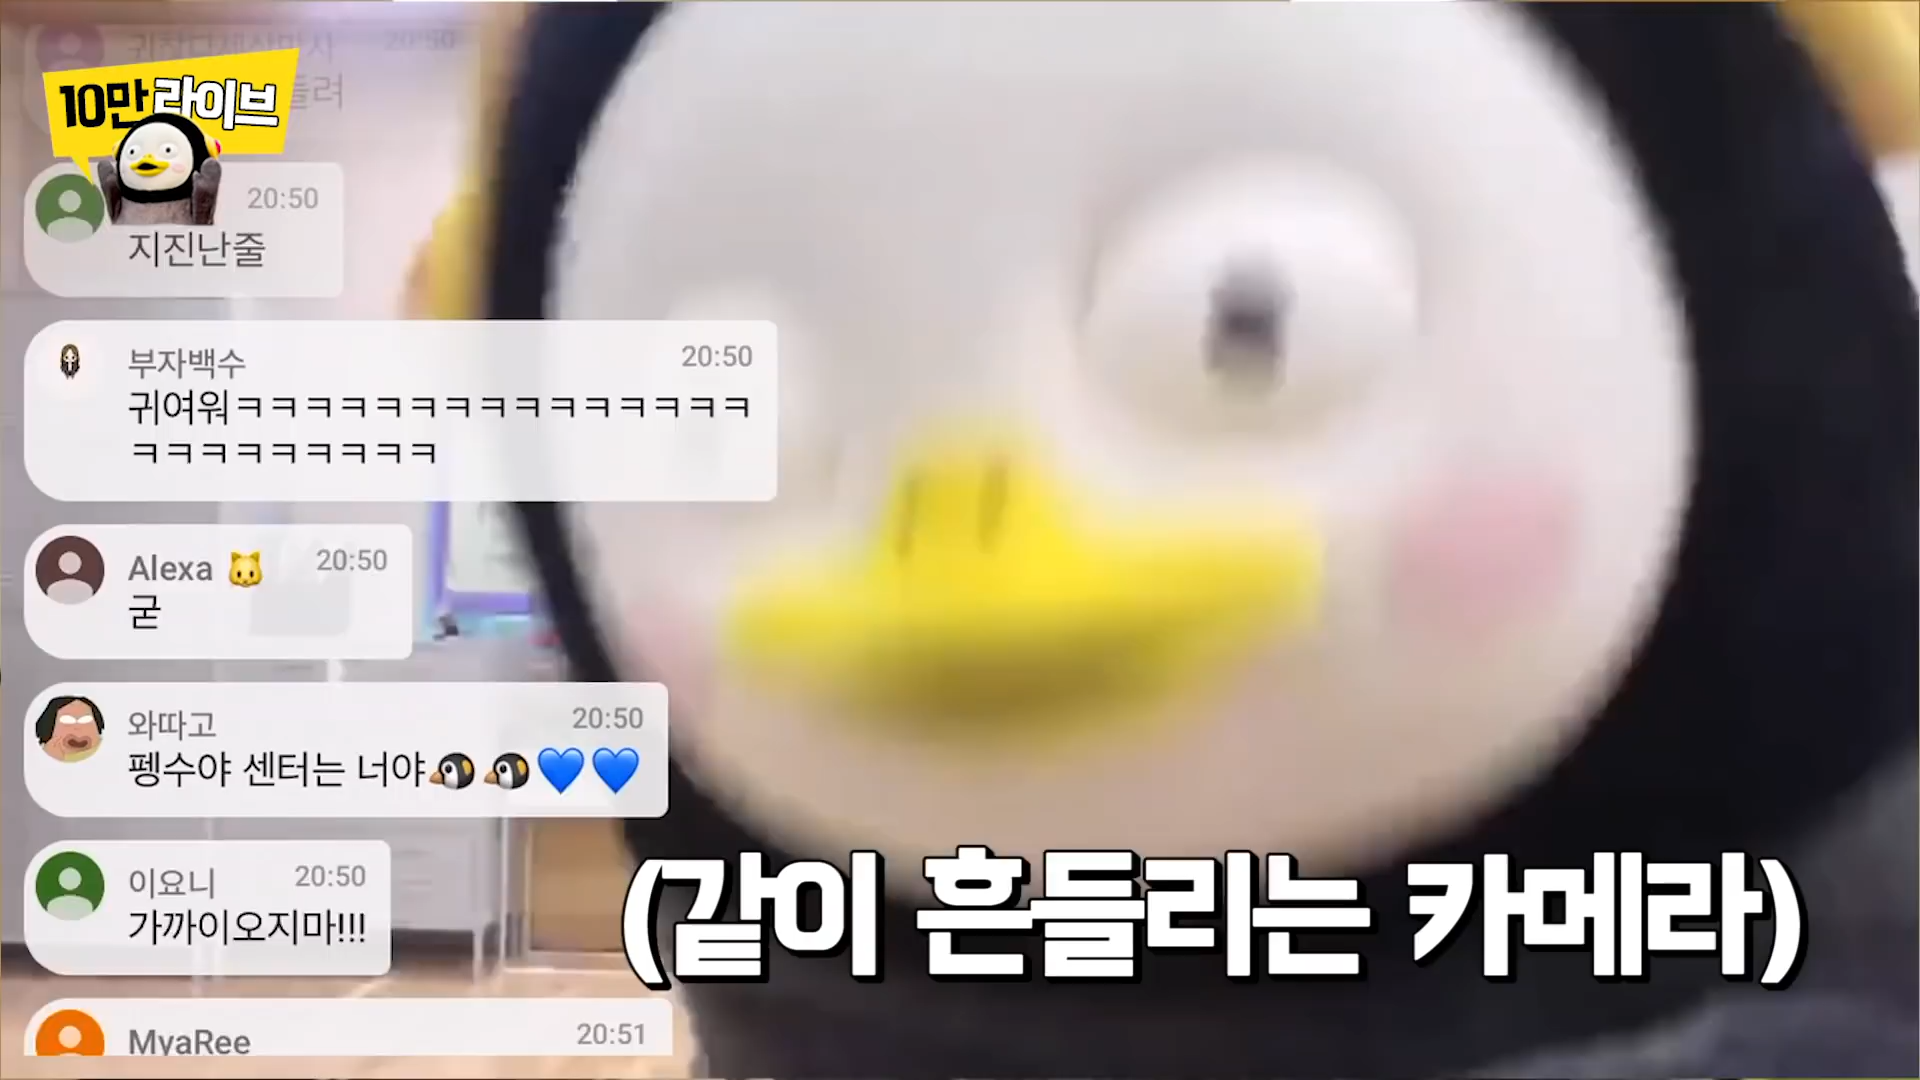 20:50
10만 라이브
20:50
지진난줄
부자백수
20:50
귀여워ㅋㅋㅋㅋㅋㅋㅋㅋㅋㅋㅋㅋㅋㅋㅋ
ㅋㅋㅋㅋㅋㅋㅋㅋㅋ
Alexa 🐱
20:50
굳
와따고
20:50
펭수야 센터는 너야🐧🐧💙💙
이요니
20:50
가까이오지마!!!
(같이 흔들리는 카메라)
MyaRee
20:51